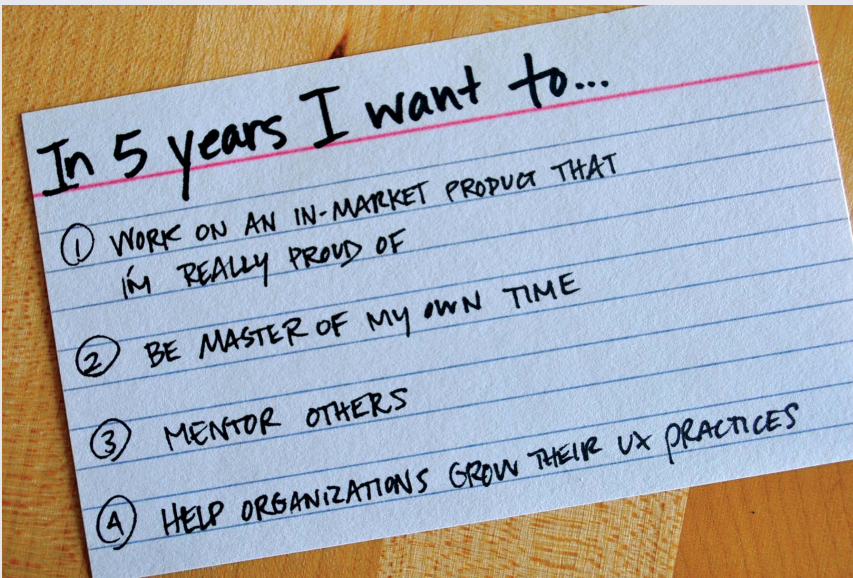 In 5 years I want to...
① WORK ON AN IN-MARKET PRODUCT THAT
I'M REALLY PROUD OF
② BE MASTER OF MY OWN TIME
③ MENTOR OTHERS
④ HELP ORGANIZATIONS GROW THEIR UX PRACTICES